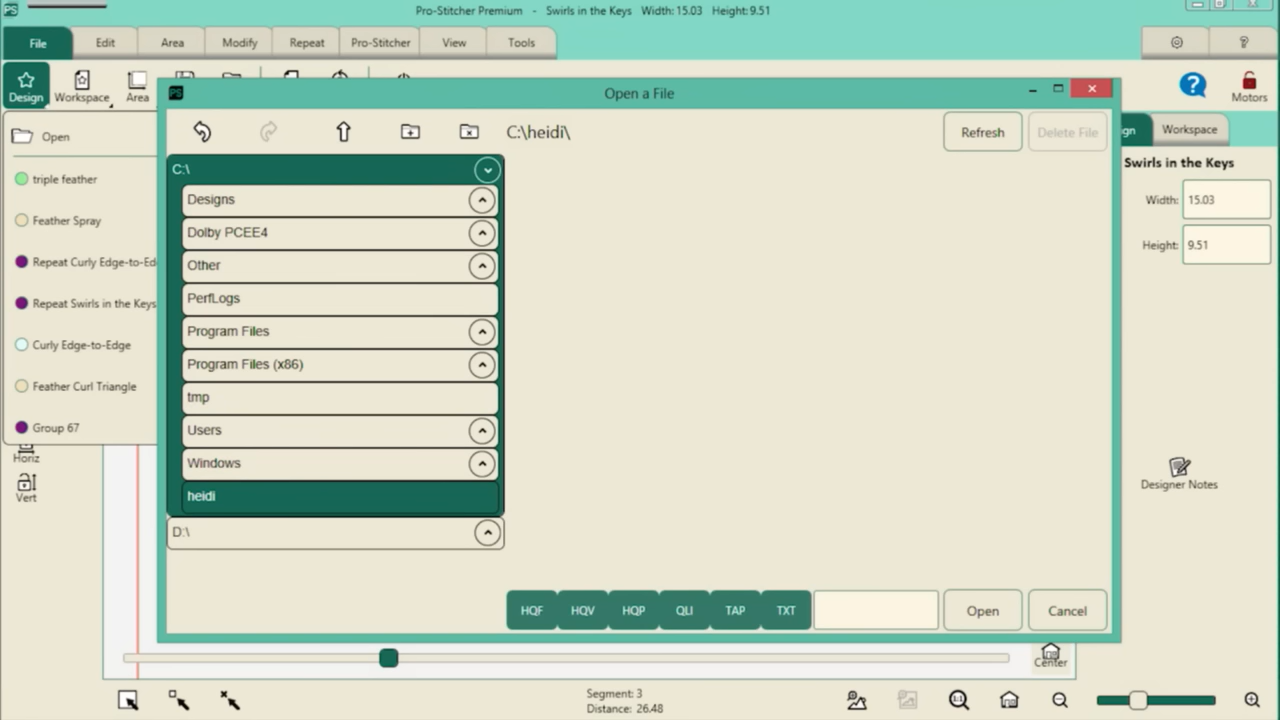 PS
Pro-Stitcher Premium - Swirls in the Keys Width: 15.03 Height: 9.51
File Edit Area Modify Repeat Pro-Stitcher View Tools ?
Design Workspace Area ? Motors
PS Open a File
Open
C:\heidi\ Refresh Delete File
gn Workspace
C:\
Swirls in the Keys
triple feather
Designs
Width: 15.03
Feather Spray
Dolby PCEE4
Height: 9.51
Other
Repeat Curly Edge-to-Ed
PerfLogs
Repeat Swirls in the Keys
Program Files
Curly Edge-to-Edge
Program Files (x86)
Feather Curl Triangle
tmp
Group 67
Users
Horiz
Windows
Vert
Designer Notes
heidi
D:\
HQF HQV HQP QLI TAP TXT Open Cancel
Center
Segment: 3
Distance: 26.48
1:1